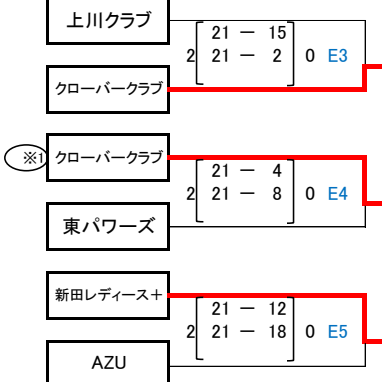 上川クラブ
21 － 15
2 21 － 2 0 E3
クローバークラブ
※1 クローバークラブ
21 － 4
2 21 － 8 0 E4
東パワーズ
新田レディース＋
21 － 12
2 21 － 18 0 E5
AZU